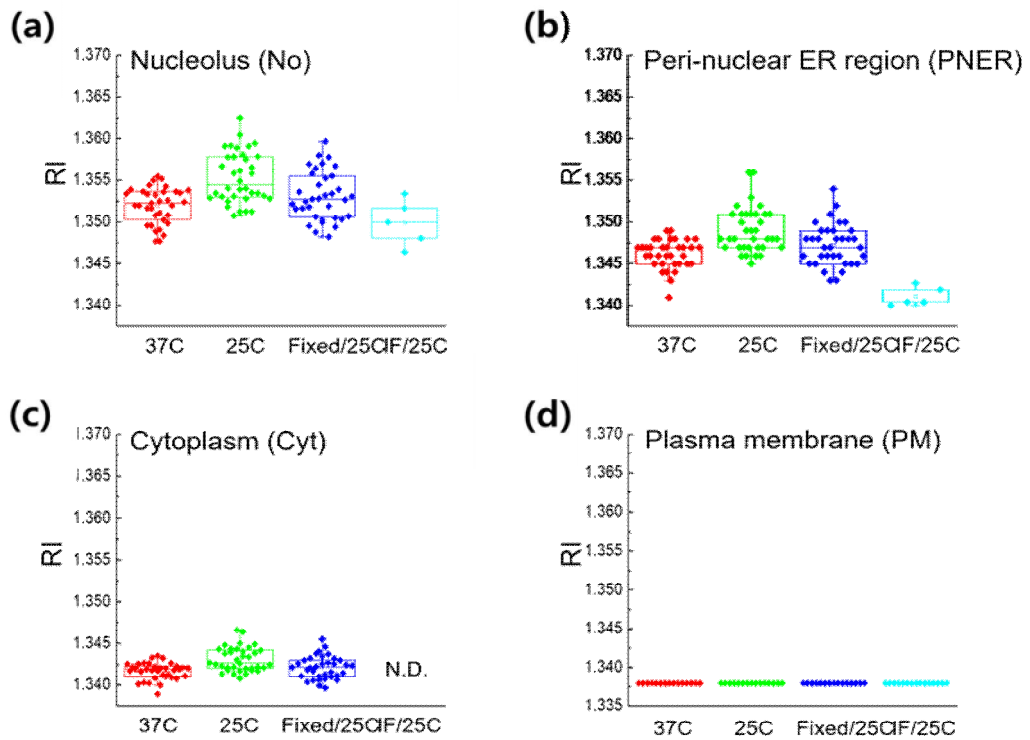 (a)
Nucleolus (No)
1.370
1.365
1.360
1.355
1.350
1.345
1.340
RI
37C 25C Fixed/25C IF/25C
(b)
Peri-nuclear ER region (PNER)
1.370
1.365
1.360
1.355
1.350
1.345
1.340
RI
37C 25C Fixed/25C IF/25C
(c)
Cytoplasm (Cyt)
1.370
1.365
1.360
1.355
1.350
1.345
1.340
RI
N.D.
37C 25C Fixed/25C IF/25C
(d)
Plasma membrane (PM)
1.370
1.365
1.360
1.355
1.350
1.345
1.340
1.335
RI
37C 25C Fixed/25C IF/25C